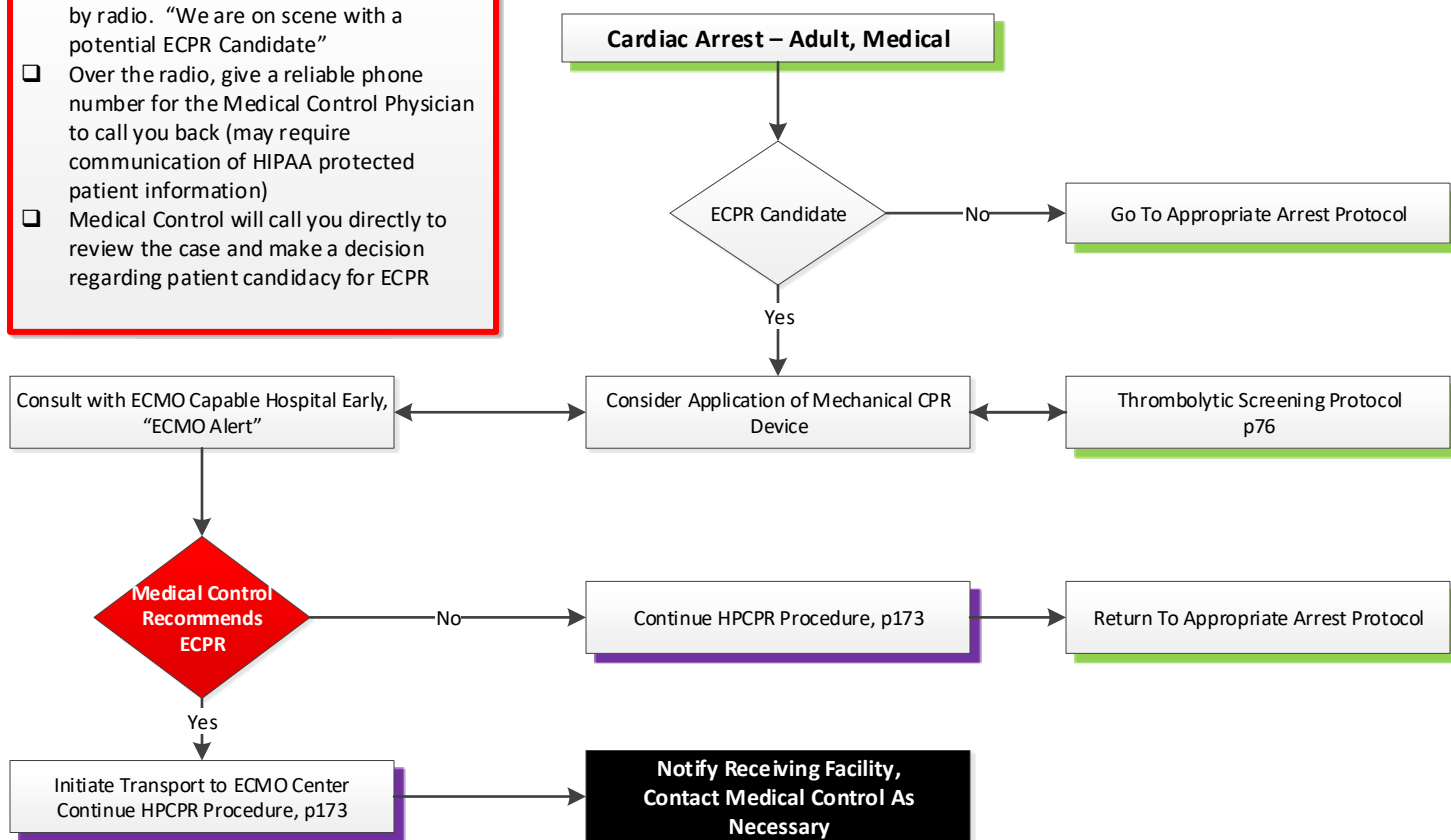 by radio. “We are on scene with a
potential ECPR Candidate”
❑ Over the radio, give a reliable phone
number for the Medical Control Physician
to call you back (may require
communication of HIPAA protected
patient information)
❑ Medical Control will call you directly to
review the case and make a decision
regarding patient candidacy for ECPR
Cardiac Arrest – Adult, Medical
ECPR Candidate
No
Go To Appropriate Arrest Protocol
Yes
Consult with ECMO Capable Hospital Early,
“ECMO Alert”
Consider Application of Mechanical CPR
Device
Thrombolytic Screening Protocol
p76
Medical Control
Recommends
ECPR
No
Continue HPCPR Procedure, p173
Return To Appropriate Arrest Protocol
Yes
Initiate Transport to ECMO Center
Continue HPCPR Procedure, p173
Notify Receiving Facility,
Contact Medical Control As
Necessary